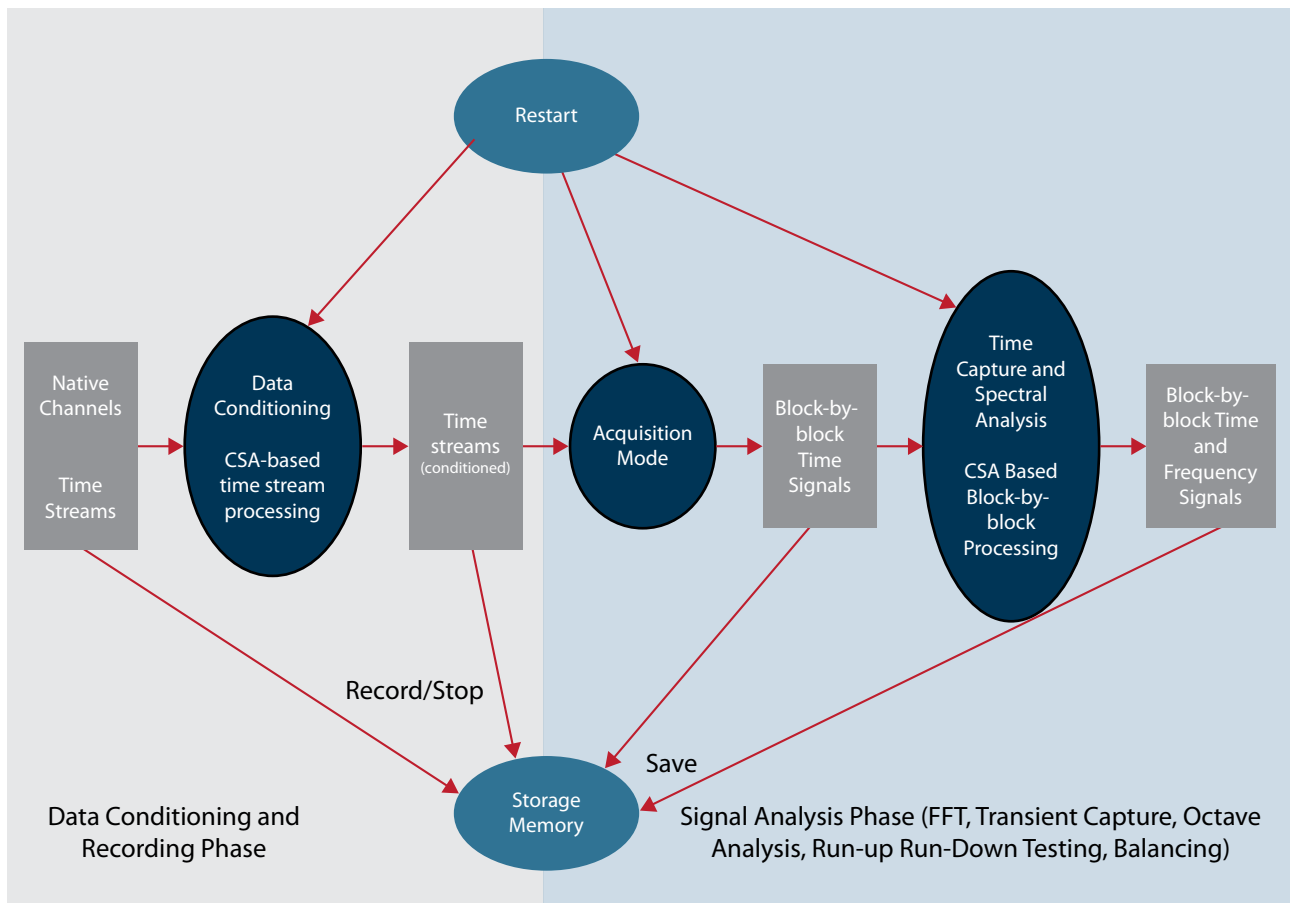 Restart
Native
Channels
Time
Streams
Data
Conditioning
CSA-based
time stream
processing
Time
streams
(conditioned)
Acquisition
Mode
Block-by-
block
Time
Signals
Time
Capture and
Spectral
Analysis
CSA Based
Block-by-
block
Processing
Block-by-
block Time
and
Frequency
Signals
Record/Stop
Save
Storage
Memory
Data Conditioning and
Recording Phase
Signal Analysis Phase (FFT, Transient Capture, Octave
Analysis, Run-up Run-Down Testing, Balancing)